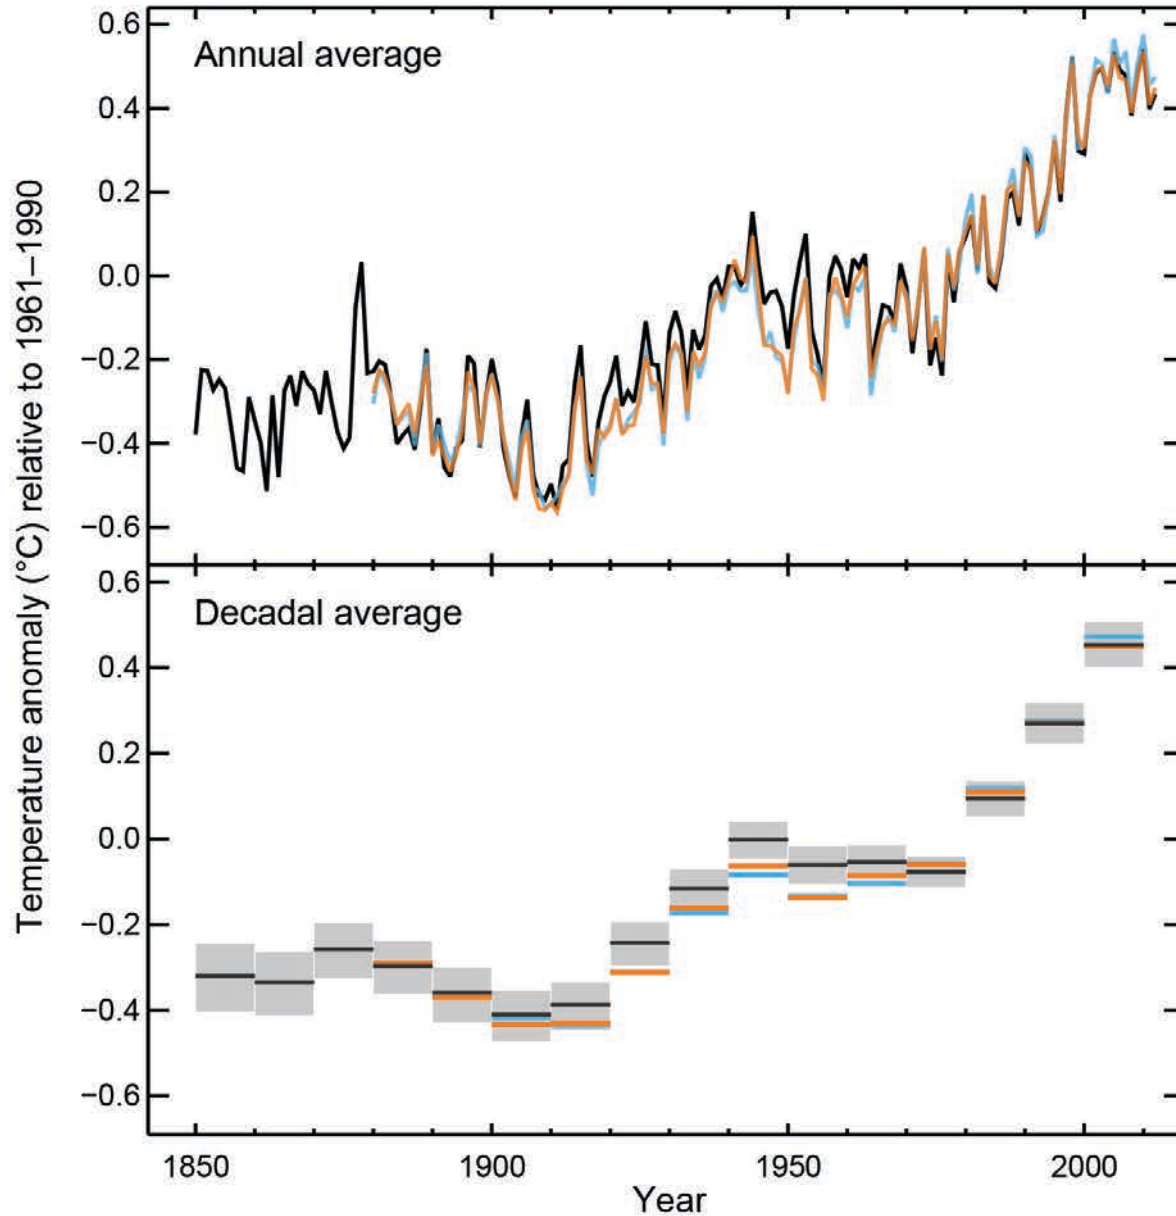 Temperature anomaly (°C) relative to 1961–1990
Annual average
0.6
0.4
0.2
0.0
−0.2
−0.4
−0.6
Decadal average
0.6
0.4
0.2
0.0
−0.2
−0.4
−0.6
1850 1900 1950 2000
Year